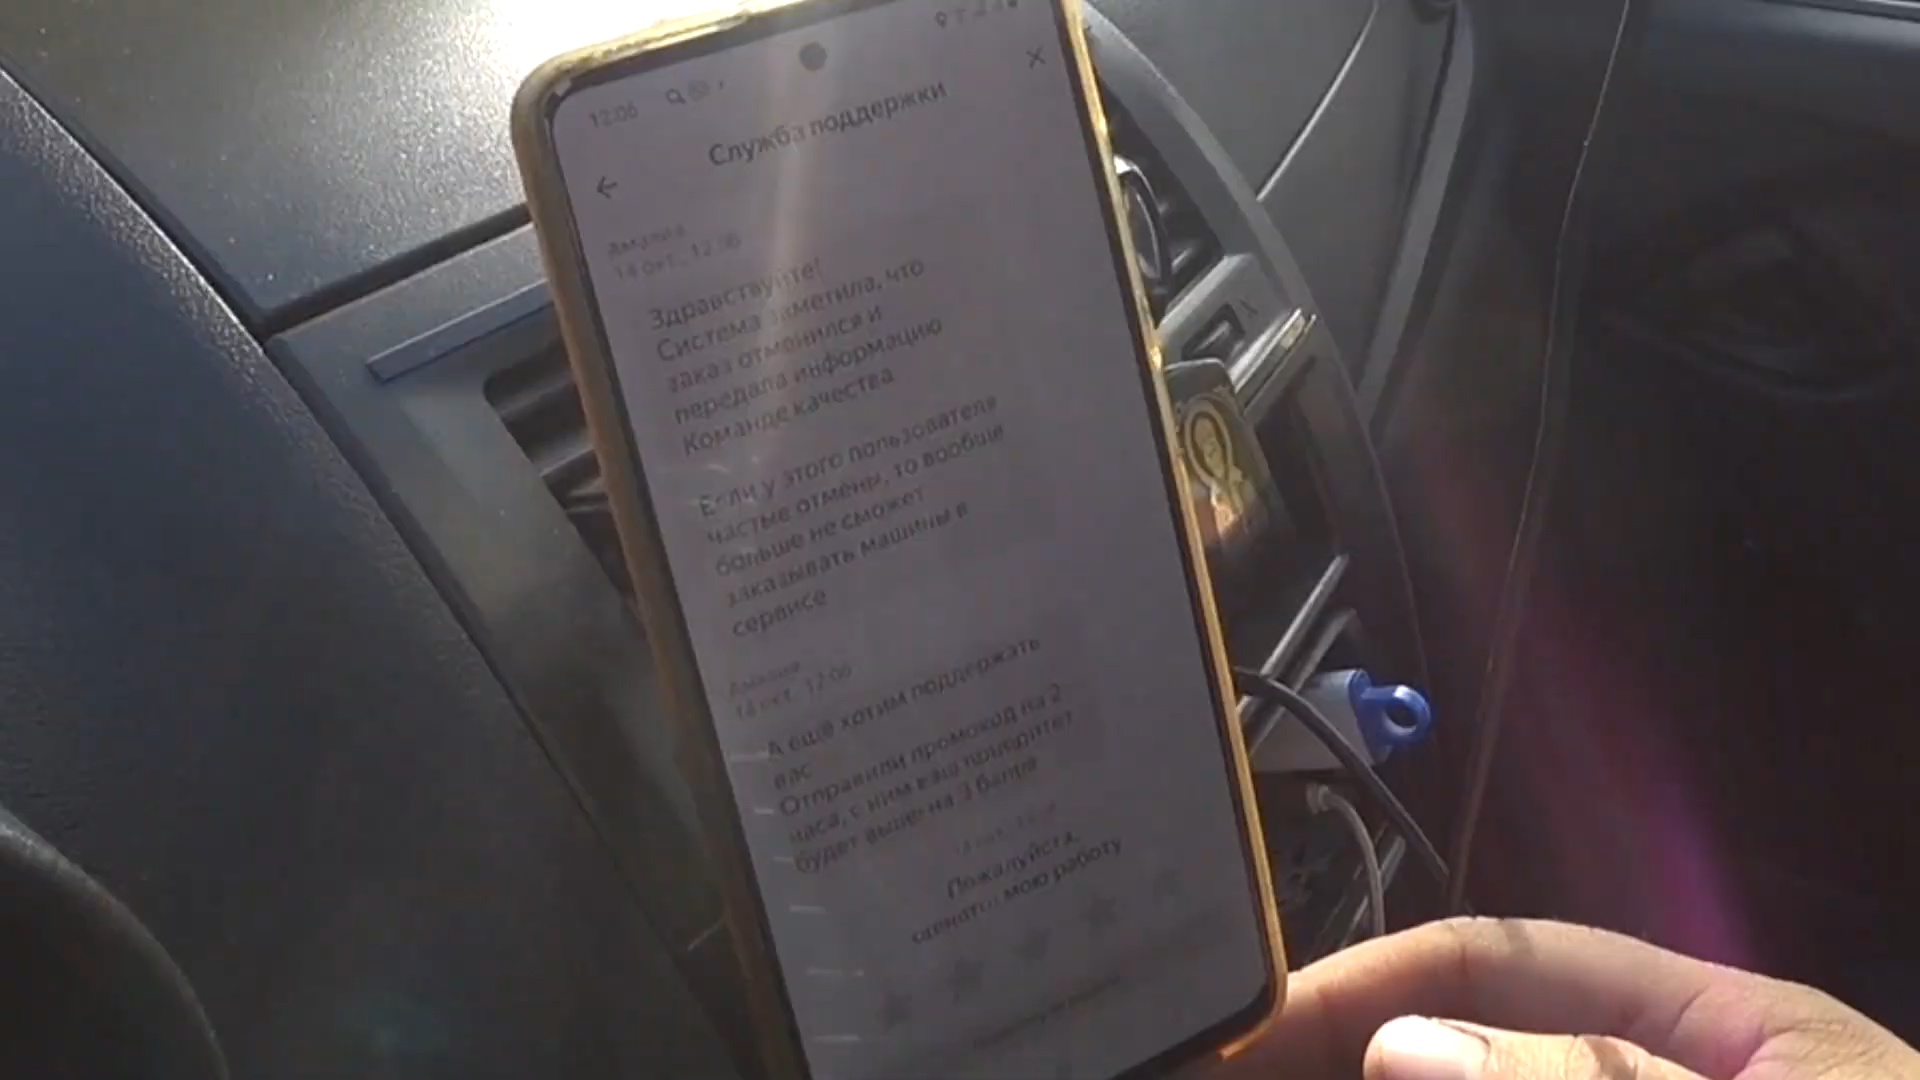 12:06
Служба поддержки
Амалия
14 окт., 12:06
Здравствуйте!
Система заметила, что
заказ отменился и
передала информацию
Команде качества
Если у этого пользователя
частые отмены, то вообще
больше не сможет
заказывать машины в
сервисе
Амалия
14 окт., 12:06
А ещё хотим поддержать
вас
Отправили промокод на 2
часа, с ним ваш приоритет
будет выше на 3 балла
Пожалуйста,
оцените мою работу